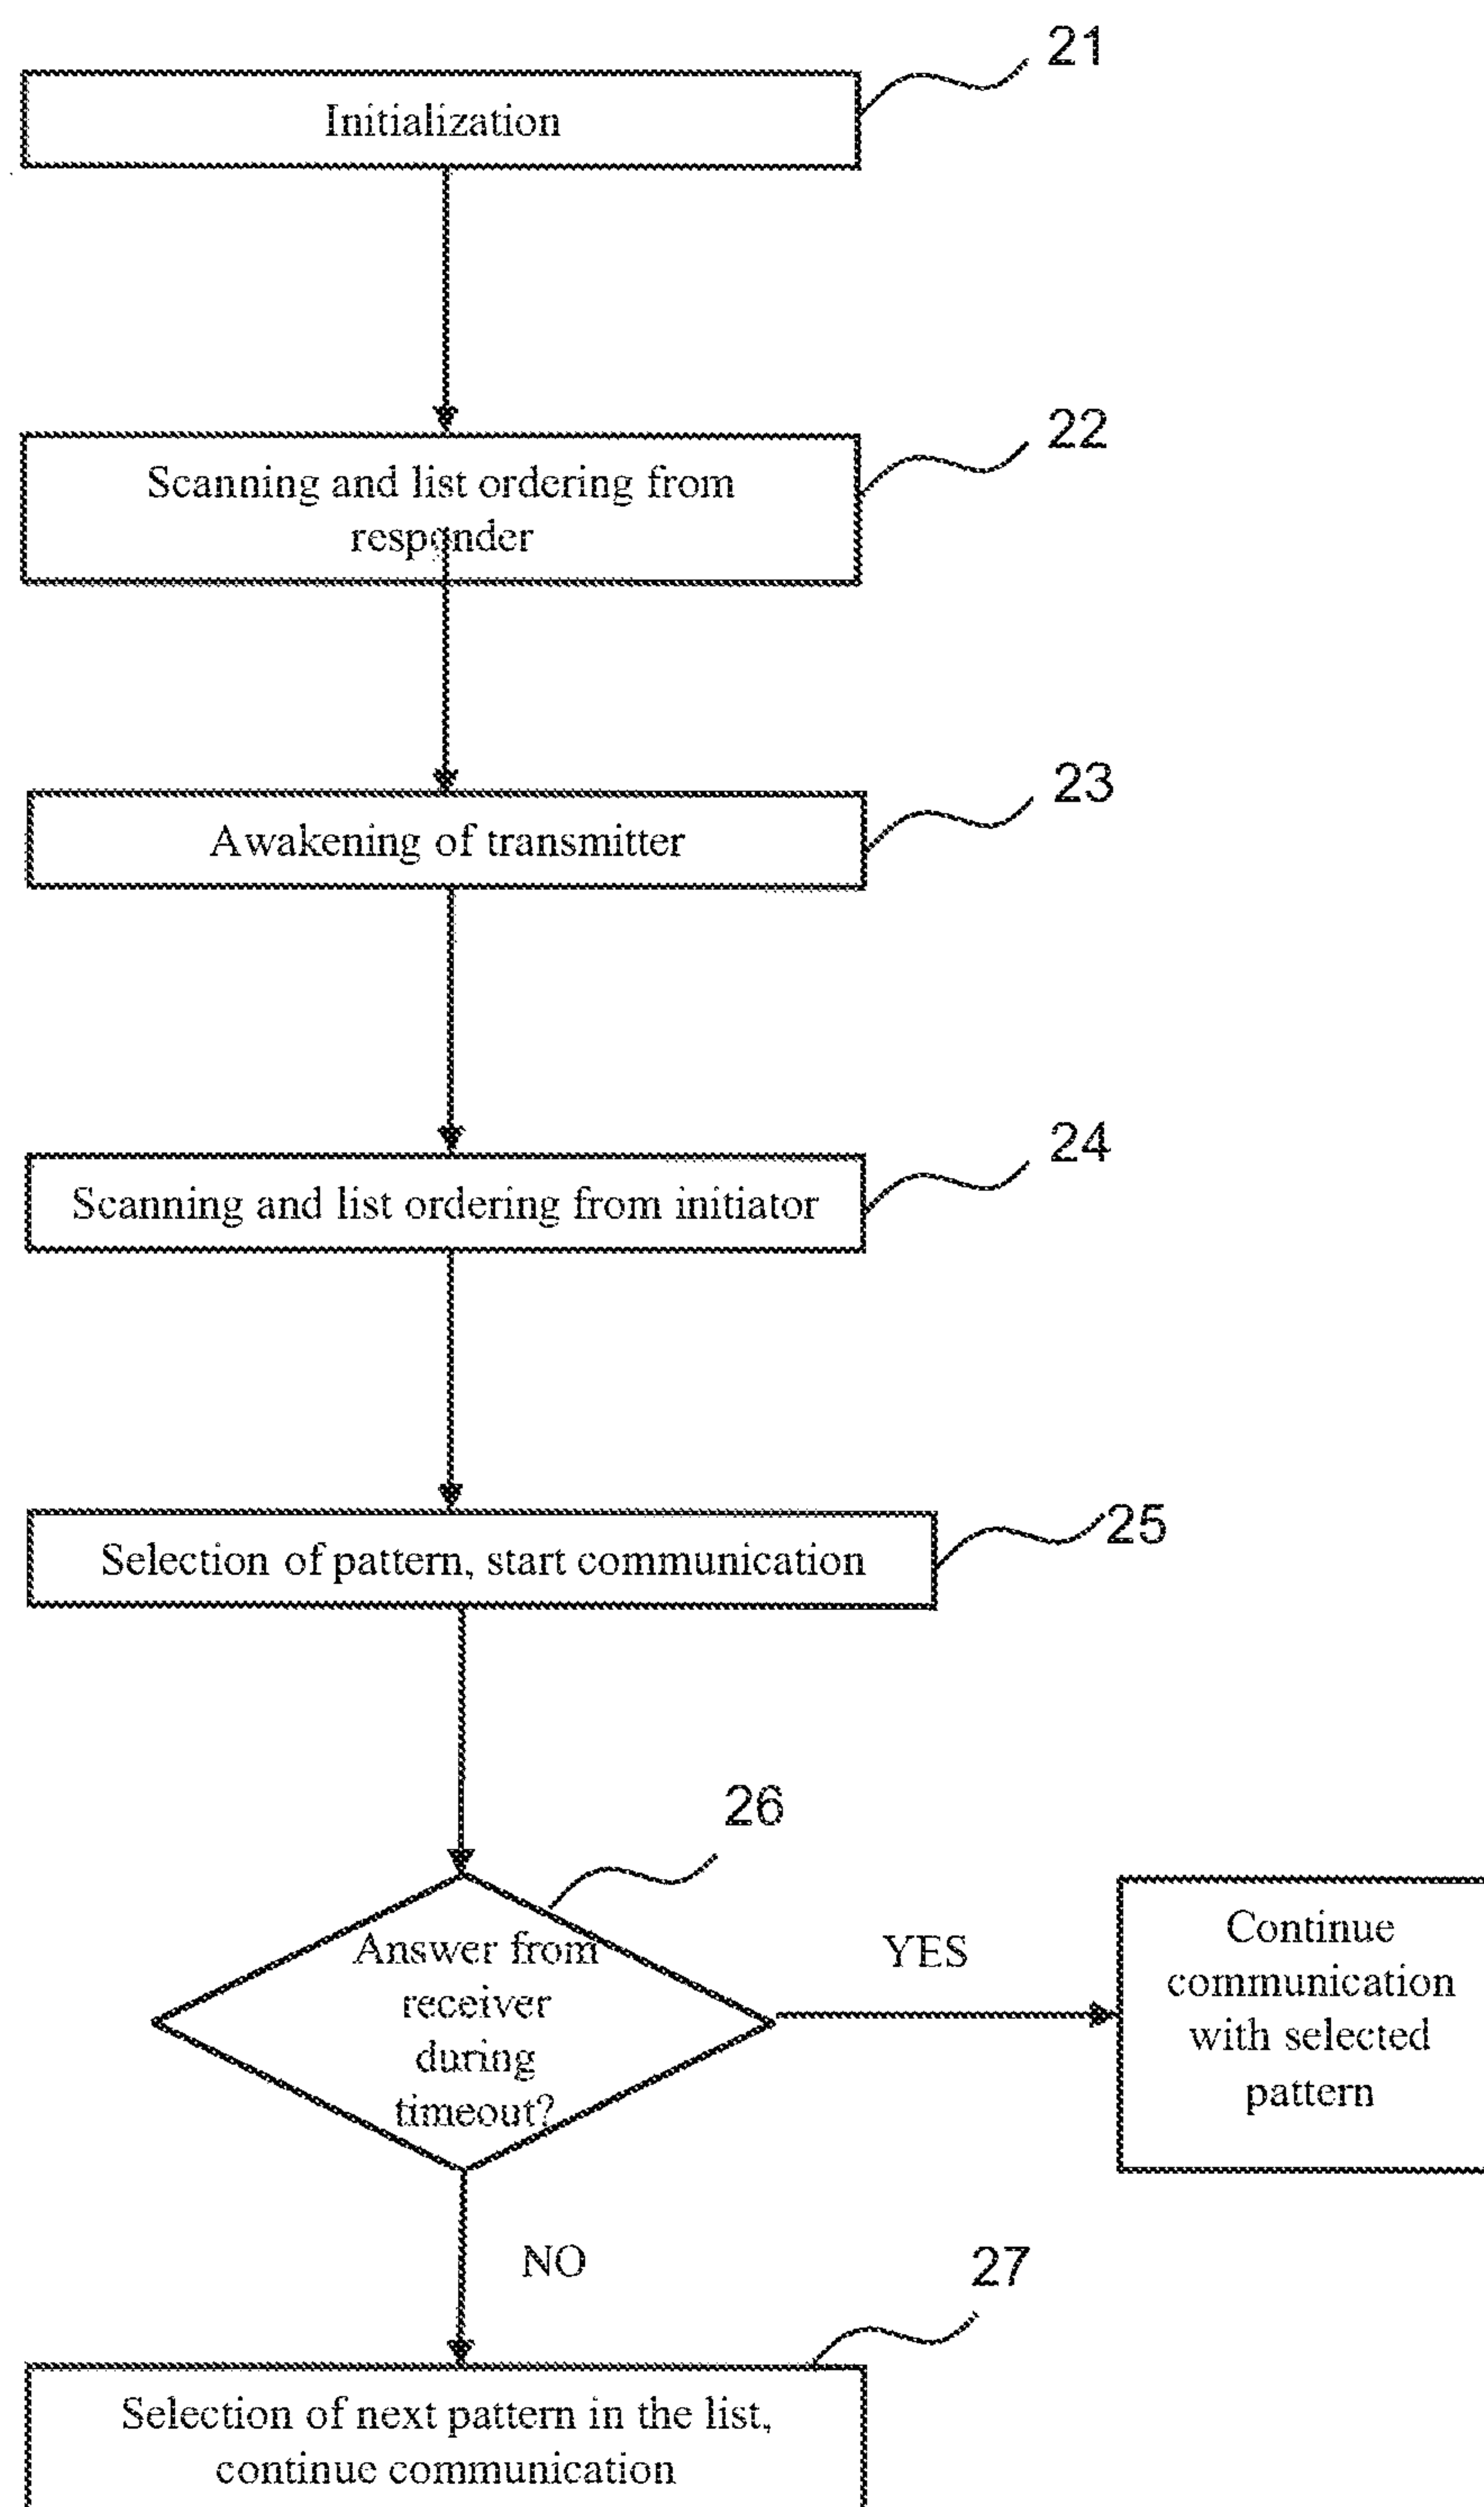 21
Initialization
22
Scanning and list ordering from
responder
23
Awakening of transmitter
24
Scanning and list ordering from initiator
25
Selection of pattern, start communication
26
Answer from
receiver
during
timeout?
YES
Continue
communication
with selected
pattern
NO
27
Selection of next pattern in the list,
continue communication